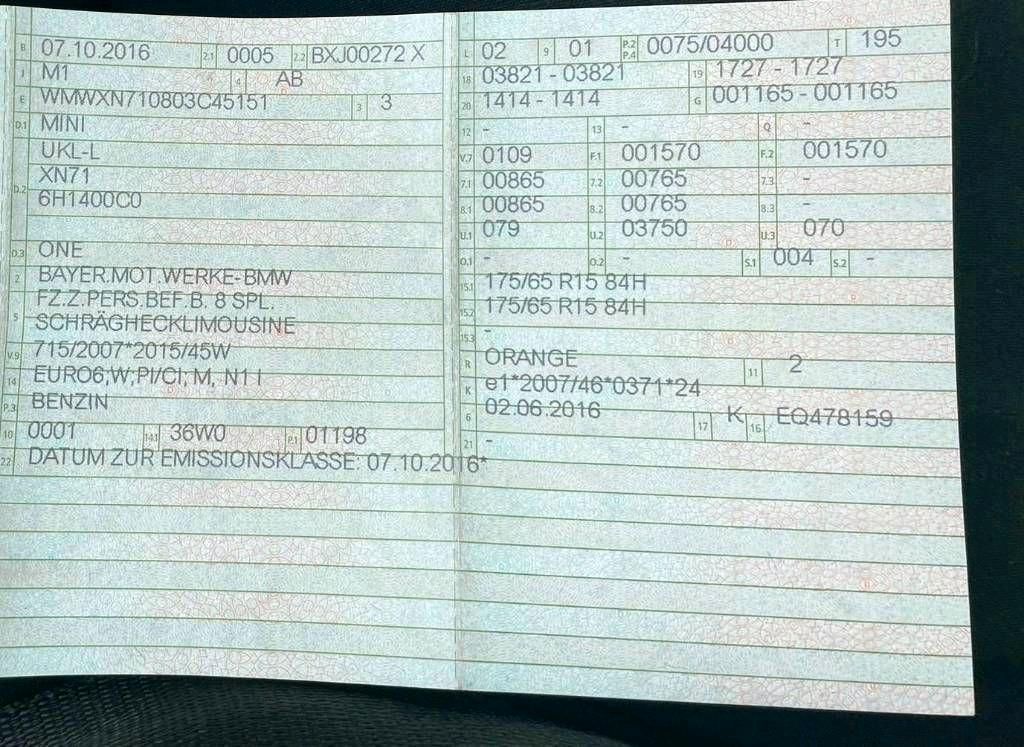 B 07.10.2016 2.1 0005 2.2 BXJ00272 X
J M1 4 AB
E WMWXN710803C45151 3 3
D.1 MINI
UKL-L
D.2 XN71
6H1400C0
D.3 ONE
2 BAYER.MOT.WERKE-BMW
FZ.Z.PERS.BEF.B. 8 SPL.
5 SCHRÄGHECKLIMOUSINE
V.9 715/2007*2015/45W
14 EURO6;W;PI/CI; M, N1 I
P.3 BENZIN
10 0001 14.1 36W0 P.1 01198
22 DATUM ZUR EMISSIONSKLASSE: 07.10.2016*
L 02 9 01 P.2 P.4 0075/04000 T 195
18 03821 - 03821 19 1727 - 1727
20 1414 - 1414 G 001165 - 001165
12 - 13 - Q -
V.7 0109 F.1 001570 F.2 001570
7.1 00865 7.2 00765 7.3 -
8.1 00865 8.2 00765 8.3 -
U.1 079 U.2 03750 U.3 070
O.1 - O.2 - S.1 004 S.2 -
15.1 175/65 R15 84H
15.2 175/65 R15 84H
15.3 -
R ORANGE 11 2
K e1*2007/46*0371*24
6 02.06.2016 17 K 16 EQ478159
21 -